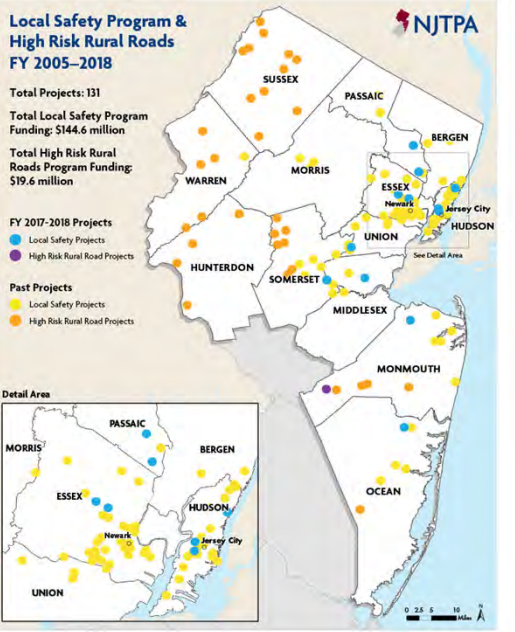 Local Safety Program &
High Risk Rural Roads
FY 2005–2018
NJTPA
Total Projects: 131
Total Local Safety Program
Funding: $144.6 million
Total High Risk Rural
Roads Program Funding:
$19.6 million
FY 2017-2018 Projects
Local Safety Projects
High Risk Rural Road Projects
Past Projects
Local Safety Projects
High Risk Rural Road Projects
SUSSEX
PASSAIC
BERGEN
WARREN
MORRIS
ESSEX
Newark
Jersey City
HUDSON
UNION
See Detail Area
HUNTERDON
SOMERSET
MIDDLESEX
MONMOUTH
OCEAN
Detail Area
PASSAIC
MORRIS
BERGEN
ESSEX
HUDSON
Newark
Jersey City
UNION
0 2.5 5 10
Miles
N